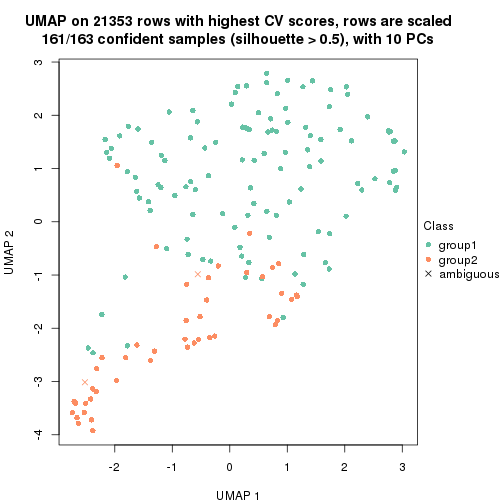 UMAP on 21353 rows with highest CV scores, rows are scaled
161/163 confident samples (silhouette > 0.5), with 10 PCs
3
2
1
0
-1
-2
-3
-4
UMAP 2
-2 -1 0 1 2 3
UMAP 1
Class
group1
group2
ambiguous